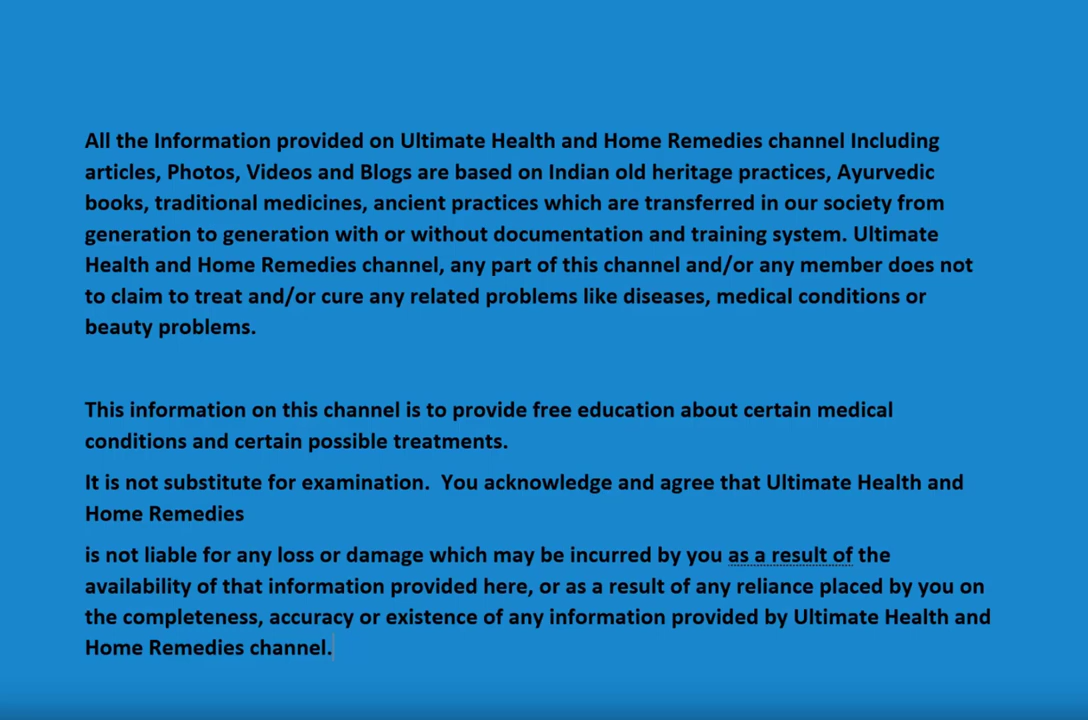 All the Information provided on Ultimate Health and Home Remedies channel Including
articles, Photos, Videos and Blogs are based on Indian old heritage practices, Ayurvedic
books, traditional medicines, ancient practices which are transferred in our society from
generation to generation with or without documentation and training system. Ultimate
Health and Home Remedies channel, any part of this channel and/or any member does not
to claim to treat and/or cure any related problems like diseases, medical conditions or
beauty problems.
This information on this channel is to provide free education about certain medical
conditions and certain possible treatments.
It is not substitute for examination.  You acknowledge and agree that Ultimate Health and
Home Remedies
is not liable for any loss or damage which may be incurred by you as a result of the
availability of that information provided here, or as a result of any reliance placed by you on
the completeness, accuracy or existence of any information provided by Ultimate Health and
Home Remedies channel.